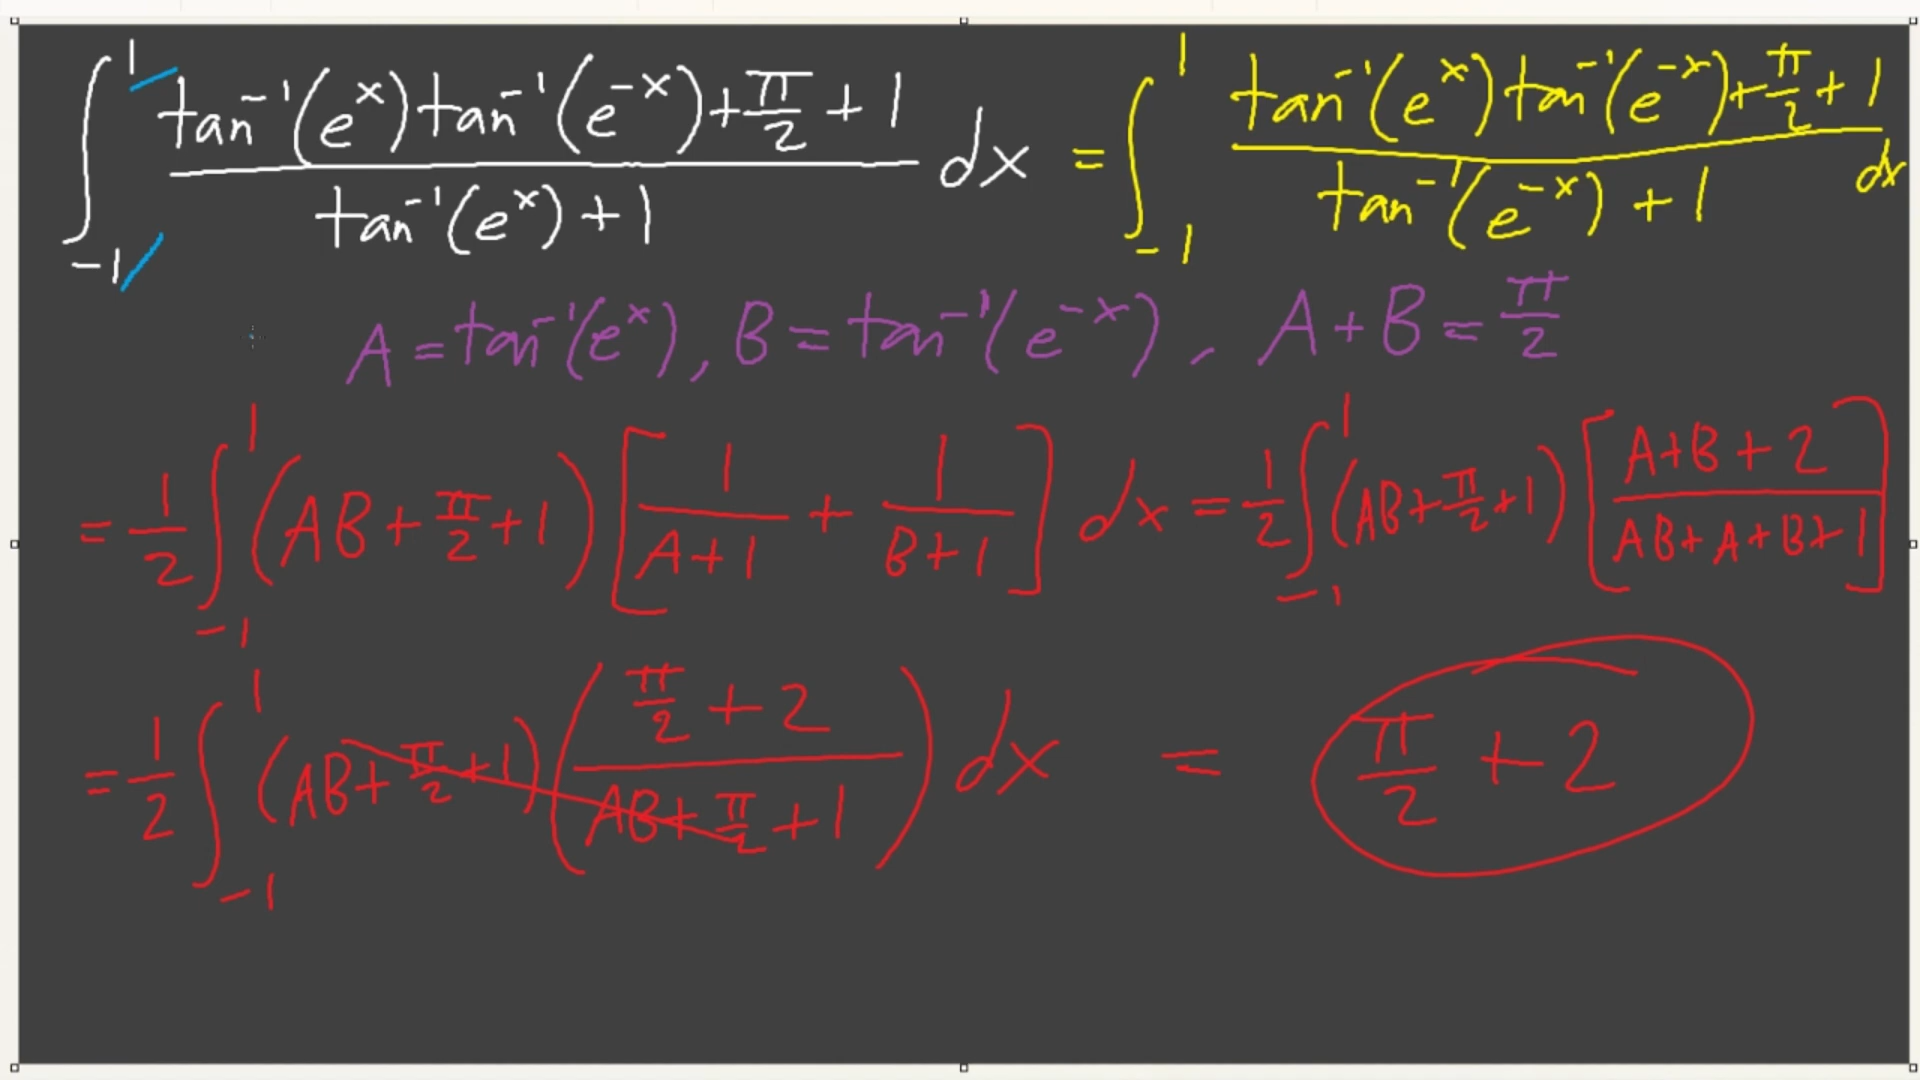 ∫_{-1}^{1} (tan⁻¹(eˣ)tan⁻¹(e⁻ˣ)+π/2+1)/(tan⁻¹(eˣ)+1) dx = ∫_{-1}^{1} (tan⁻¹(eˣ)tan⁻¹(e⁻ˣ)+π/2+1)/(tan⁻¹(e⁻ˣ)+1) dx
A=tan⁻¹(eˣ), B=tan⁻¹(e⁻ˣ), A+B=π/2
=1/2 ∫_{-1}^{1} (AB+π/2+1)[1/(A+1) + 1/(B+1)] dx = 1/2 ∫_{-1}^{1} (AB+π/2+1)[(A+B+2)/(AB+A+B+1)]
=1/2 ∫_{-1}^{1} (AB+π/2+1)((π/2+2)/(AB+π/2+1)) dx = π/2+2